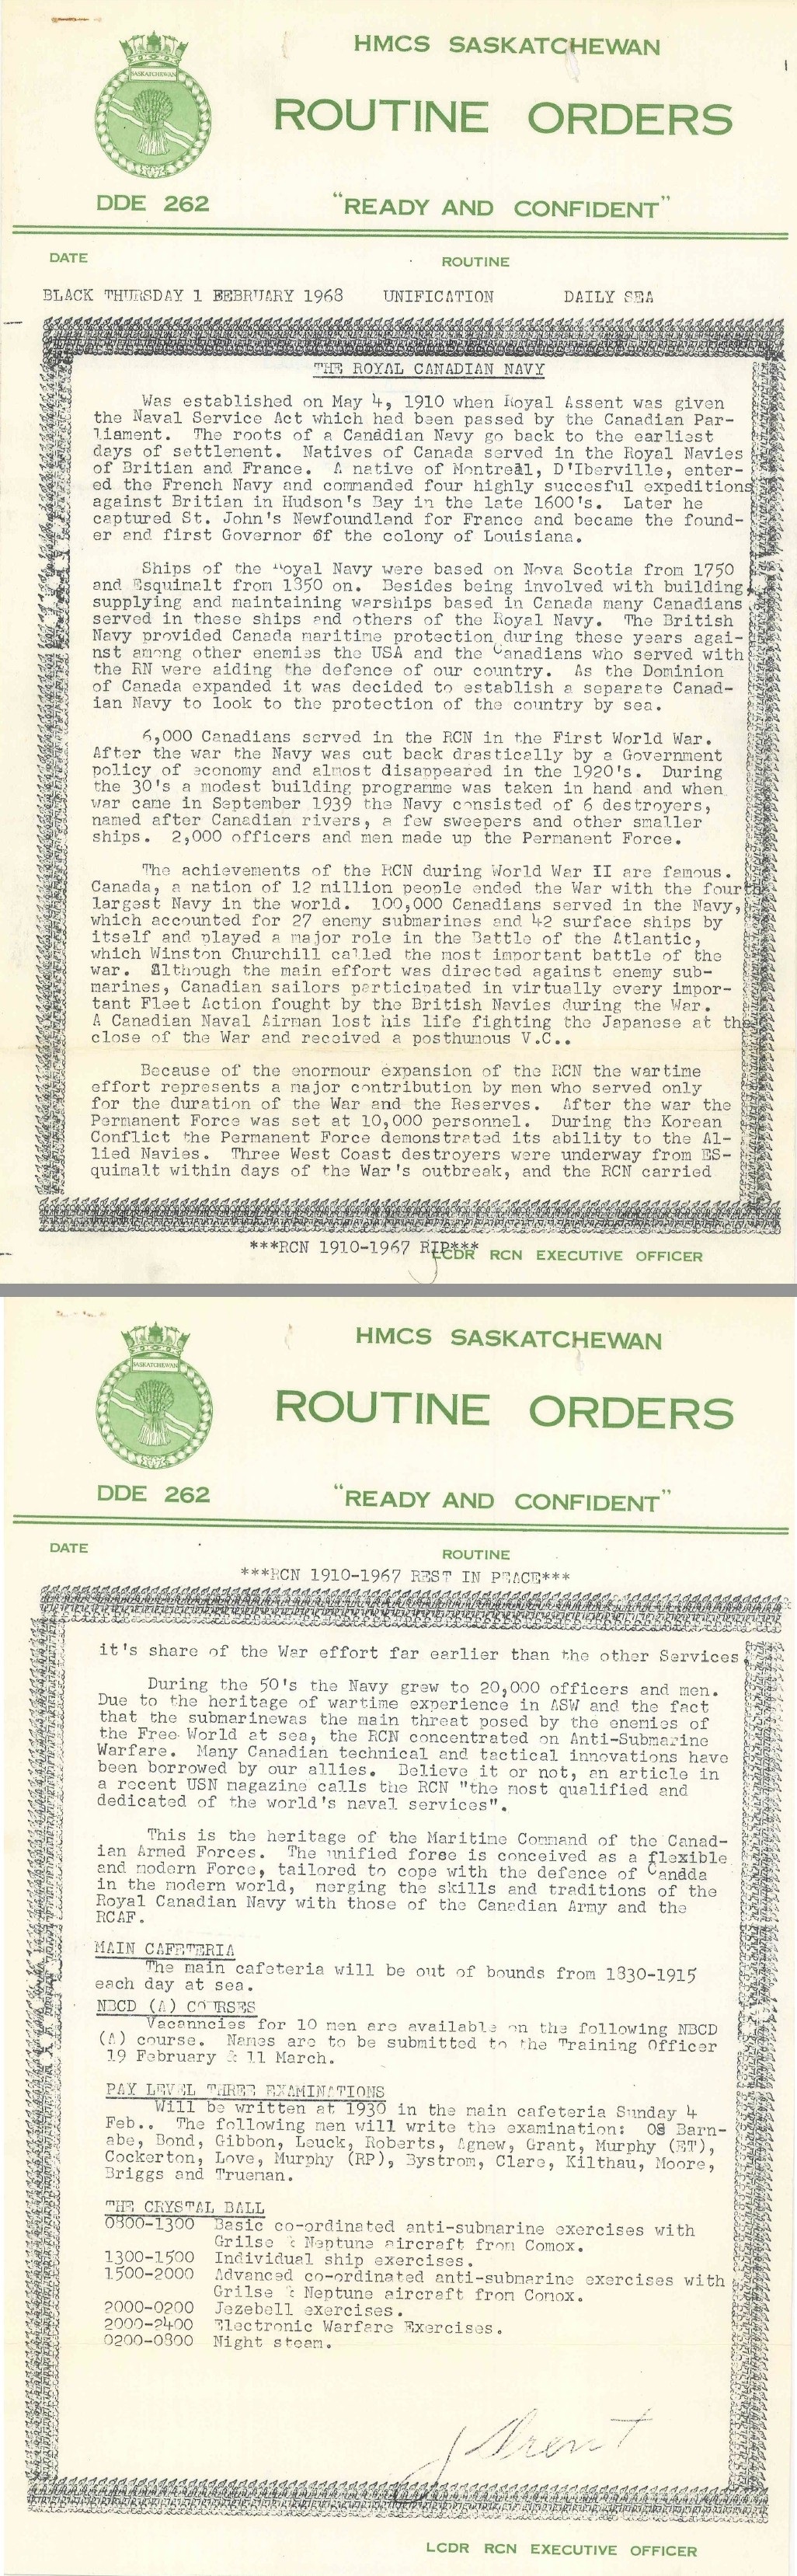 HMCS SASKATCHEWAN
SASKATCHEWAN
ROUTINE ORDERS
DDE 262 "READY AND CONFIDENT"
DATE ROUTINE
BLACK THURSDAY 1 FEBRUARY 1968 UNIFICATION DAILY SEA
THE ROYAL CANADIAN NAVY
Was established on May 4, 1910 when Royal Assent was given
the Naval Service Act which had been passed by the Canadian Par-
liament. The roots of a Canddian Navy go back to the earliest
days of settlement. Natives of Canada served in the Royal Navies
of Britian and France. A native of Montreal, D'Iberville, enter-
ed the French Navy and commanded four highly succesful expeditions
against Britian in Hudson's Bay in the late 1600's. Later he
captured St. John's Newfoundland for France and became the found-
er and first Governor of the colony of Louisiana.
Ships of the Royal Navy were based on Nova Scotia from 1750
and Esquimalt from 1850 on. Besides being involved with building,
supplying and maintaining warships based in Canada many Canadians
served in these ships and others of the Royal Navy. The British
Navy provided Canada maritime protection during these years agai-
nst among other enemies the USA and the Canadians who served with
the RN were aiding the defence of our country. As the Dominion
of Canada expanded it was decided to establish a separate Canad-
ian Navy to look to the protection of the country by sea.
6,000 Canadians served in the RCN in the First World War.
After the war the Navy was cut back drastically by a Government
policy of economy and almost disappeared in the 1920's. During
the 30's a modest building programme was taken in hand and when
war came in September 1939 the Navy consisted of 6 destroyers,
named after Canadian rivers, a few sweepers and other smaller
ships. 2,000 officers and men made up the Permanent Force.
The achievements of the RCN during World War II are famous.
Canada, a nation of 12 million people ended the War with the fourth
largest Navy in the world. 100,000 Canadians served in the Navy,
which accounted for 27 enemy submarines and 42 surface ships by
itself and played a major role in the Battle of the Atlantic,
which Winston Churchill called the most important battle of the
war. Although the main effort was directed against enemy sub-
marines, Canadian sailors participated in virtually every impor-
tant Fleet Action fought by the British Navies during the War.
A Canadian Naval Airman lost his life fighting the Japanese at the
close of the War and received a posthumous V.C..
Because of the enormour expansion of the RCN the wartime
effort represents a major contribution by men who served only
for the duration of the War and the Reserves. After the war the
Permanent Force was set at 10,000 personnel. During the Korean
Conflict the Permanent Force demonstrated its ability to the Al-
lied Navies. Three West Coast destroyers were underway from ES-
quimalt within days of the War's outbreak, and the RCN carried
***RCN 1910-1967 RIP***
LCDR RCN EXECUTIVE OFFICER
HMCS SASKATCHEWAN
SASKATCHEWAN
ROUTINE ORDERS
DDE 262 "READY AND CONFIDENT"
DATE ROUTINE
***RCN 1910-1967 REST IN PEACE***
it's share of the War effort far earlier than the other Services.
During the 50's the Navy grew to 20,000 officers and men.
Due to the heritage of wartime experience in ASW and the fact
that the submarinewas the main threat posed by the enemies of
the Free World at sea, the RCN concentrated on Anti-Submarine
Warfare. Many Canadian technical and tactical innovations have
been borrowed by our allies. Believe it or not, an article in
a recent USN magazine calls the RCN "the most qualified and
dedicated of the world's naval services".
This is the heritage of the Maritime Command of the Canad-
ian Armed Forces. The unified forse is conceived as a flexible
and modern Force, tailored to cope with the defence of Canada
in the modern world, merging the skills and traditions of the
Royal Canadian Navy with those of the Canadian Army and the
RCAF.
MAIN CAFETERIA
The main cafeteria will be out of bounds from 1830-1915
each day at sea.
NBCD (A) COURSES
Vacanncies for 10 men are available on the following NBCD
(A) course. Names are to be submitted to the Training Officer
19 February & 11 March.
PAY LEVEL THREE EXAMINATIONS
Will be written at 1930 in the main cafeteria Sunday 4
Feb.. The following men will write the examination: OS Barn-
abe, Bond, Gibbon, Leuck, Roberts, Agnew, Grant, Murphy (ET),
Cockerton, Love, Murphy (RP), Bystrom, Clare, Kilthau, Moore,
Briggs and Trueman.
THE CRYSTAL BALL
0800-1300 Basic co-ordinated anti-submarine exercises with
Grilse & Neptune aircraft from Comox.
1300-1500 Individual ship exercises.
1500-2000 Advanced co-ordinated anti-submarine exercises with
Grilse & Neptune aircraft from Comox.
2000-0200 Jezebell exercises.
2000-2400 Electronic Warfare Exercises.
0200-0800 Night steam.
LCDR RCN EXECUTIVE OFFICER